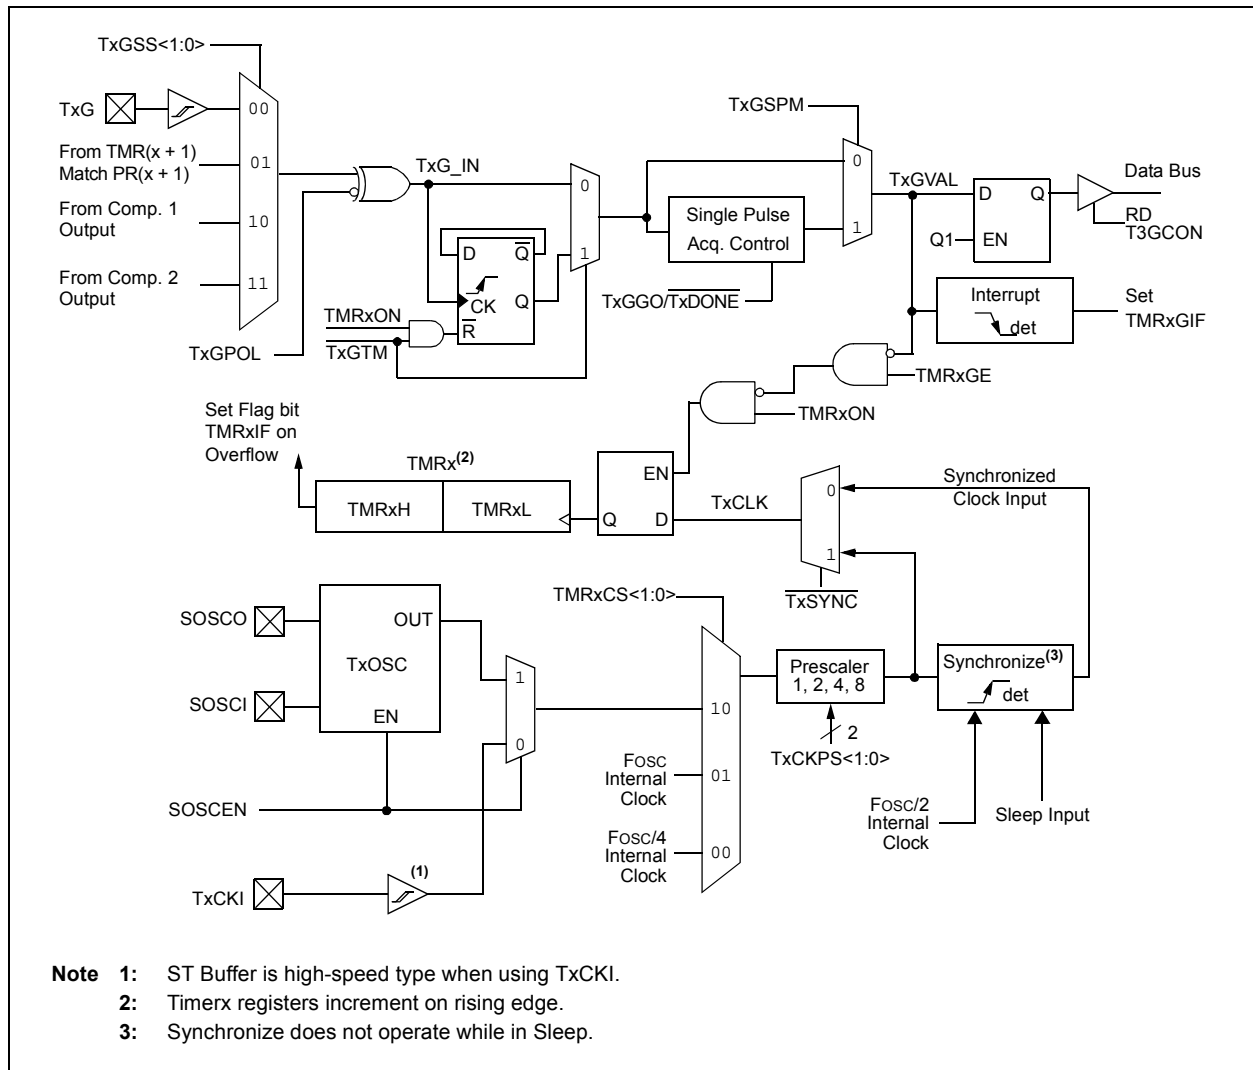 TxGSS<1:0>
TxG
00
From TMR(x + 1)
Match PR(x + 1)
01
From Comp. 1
Output
10
From Comp. 2
Output
11
TxGPOL
TxG_IN
D
Q
CK
Q
R
TMRxON
TxGTM
0
1
Single Pulse
Acq. Control
TxGGO/TxDONE
TxGSPM
0
1
TxGVAL
D
Q
Q1
EN
Data Bus
RD
T3GCON
Interrupt
det
Set
TMRxGIF
TMRxGE
TMRxON
Set Flag bit
TMRxIF on
Overflow
TMRx(2)
TMRxH
TMRxL
EN
Q
D
TxCLK
0
1
TxSYNC
Synchronized
Clock Input
SOSCO
OUT
TxOSC
SOSCI
EN
1
0
SOSCEN
TxCKI
(1)
TMRxCS<1:0>
10
FOSC
Internal
Clock
01
FOSC/4
Internal
Clock
00
Prescaler
1, 2, 4, 8
2
TxCKPS<1:0>
Synchronize(3)
det
FOSC/2
Internal
Clock
Sleep Input
Note 1: ST Buffer is high-speed type when using TxCKI.
2: Timerx registers increment on rising edge.
3: Synchronize does not operate while in Sleep.